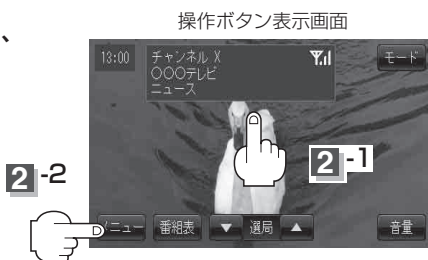 操作ボタン表示画面
、
13:00
チャンネル X
〇〇〇テレビ
ニュース
モード
2-1
2-2
メニュー 番組表 ▼ 選局 ▲ 音量